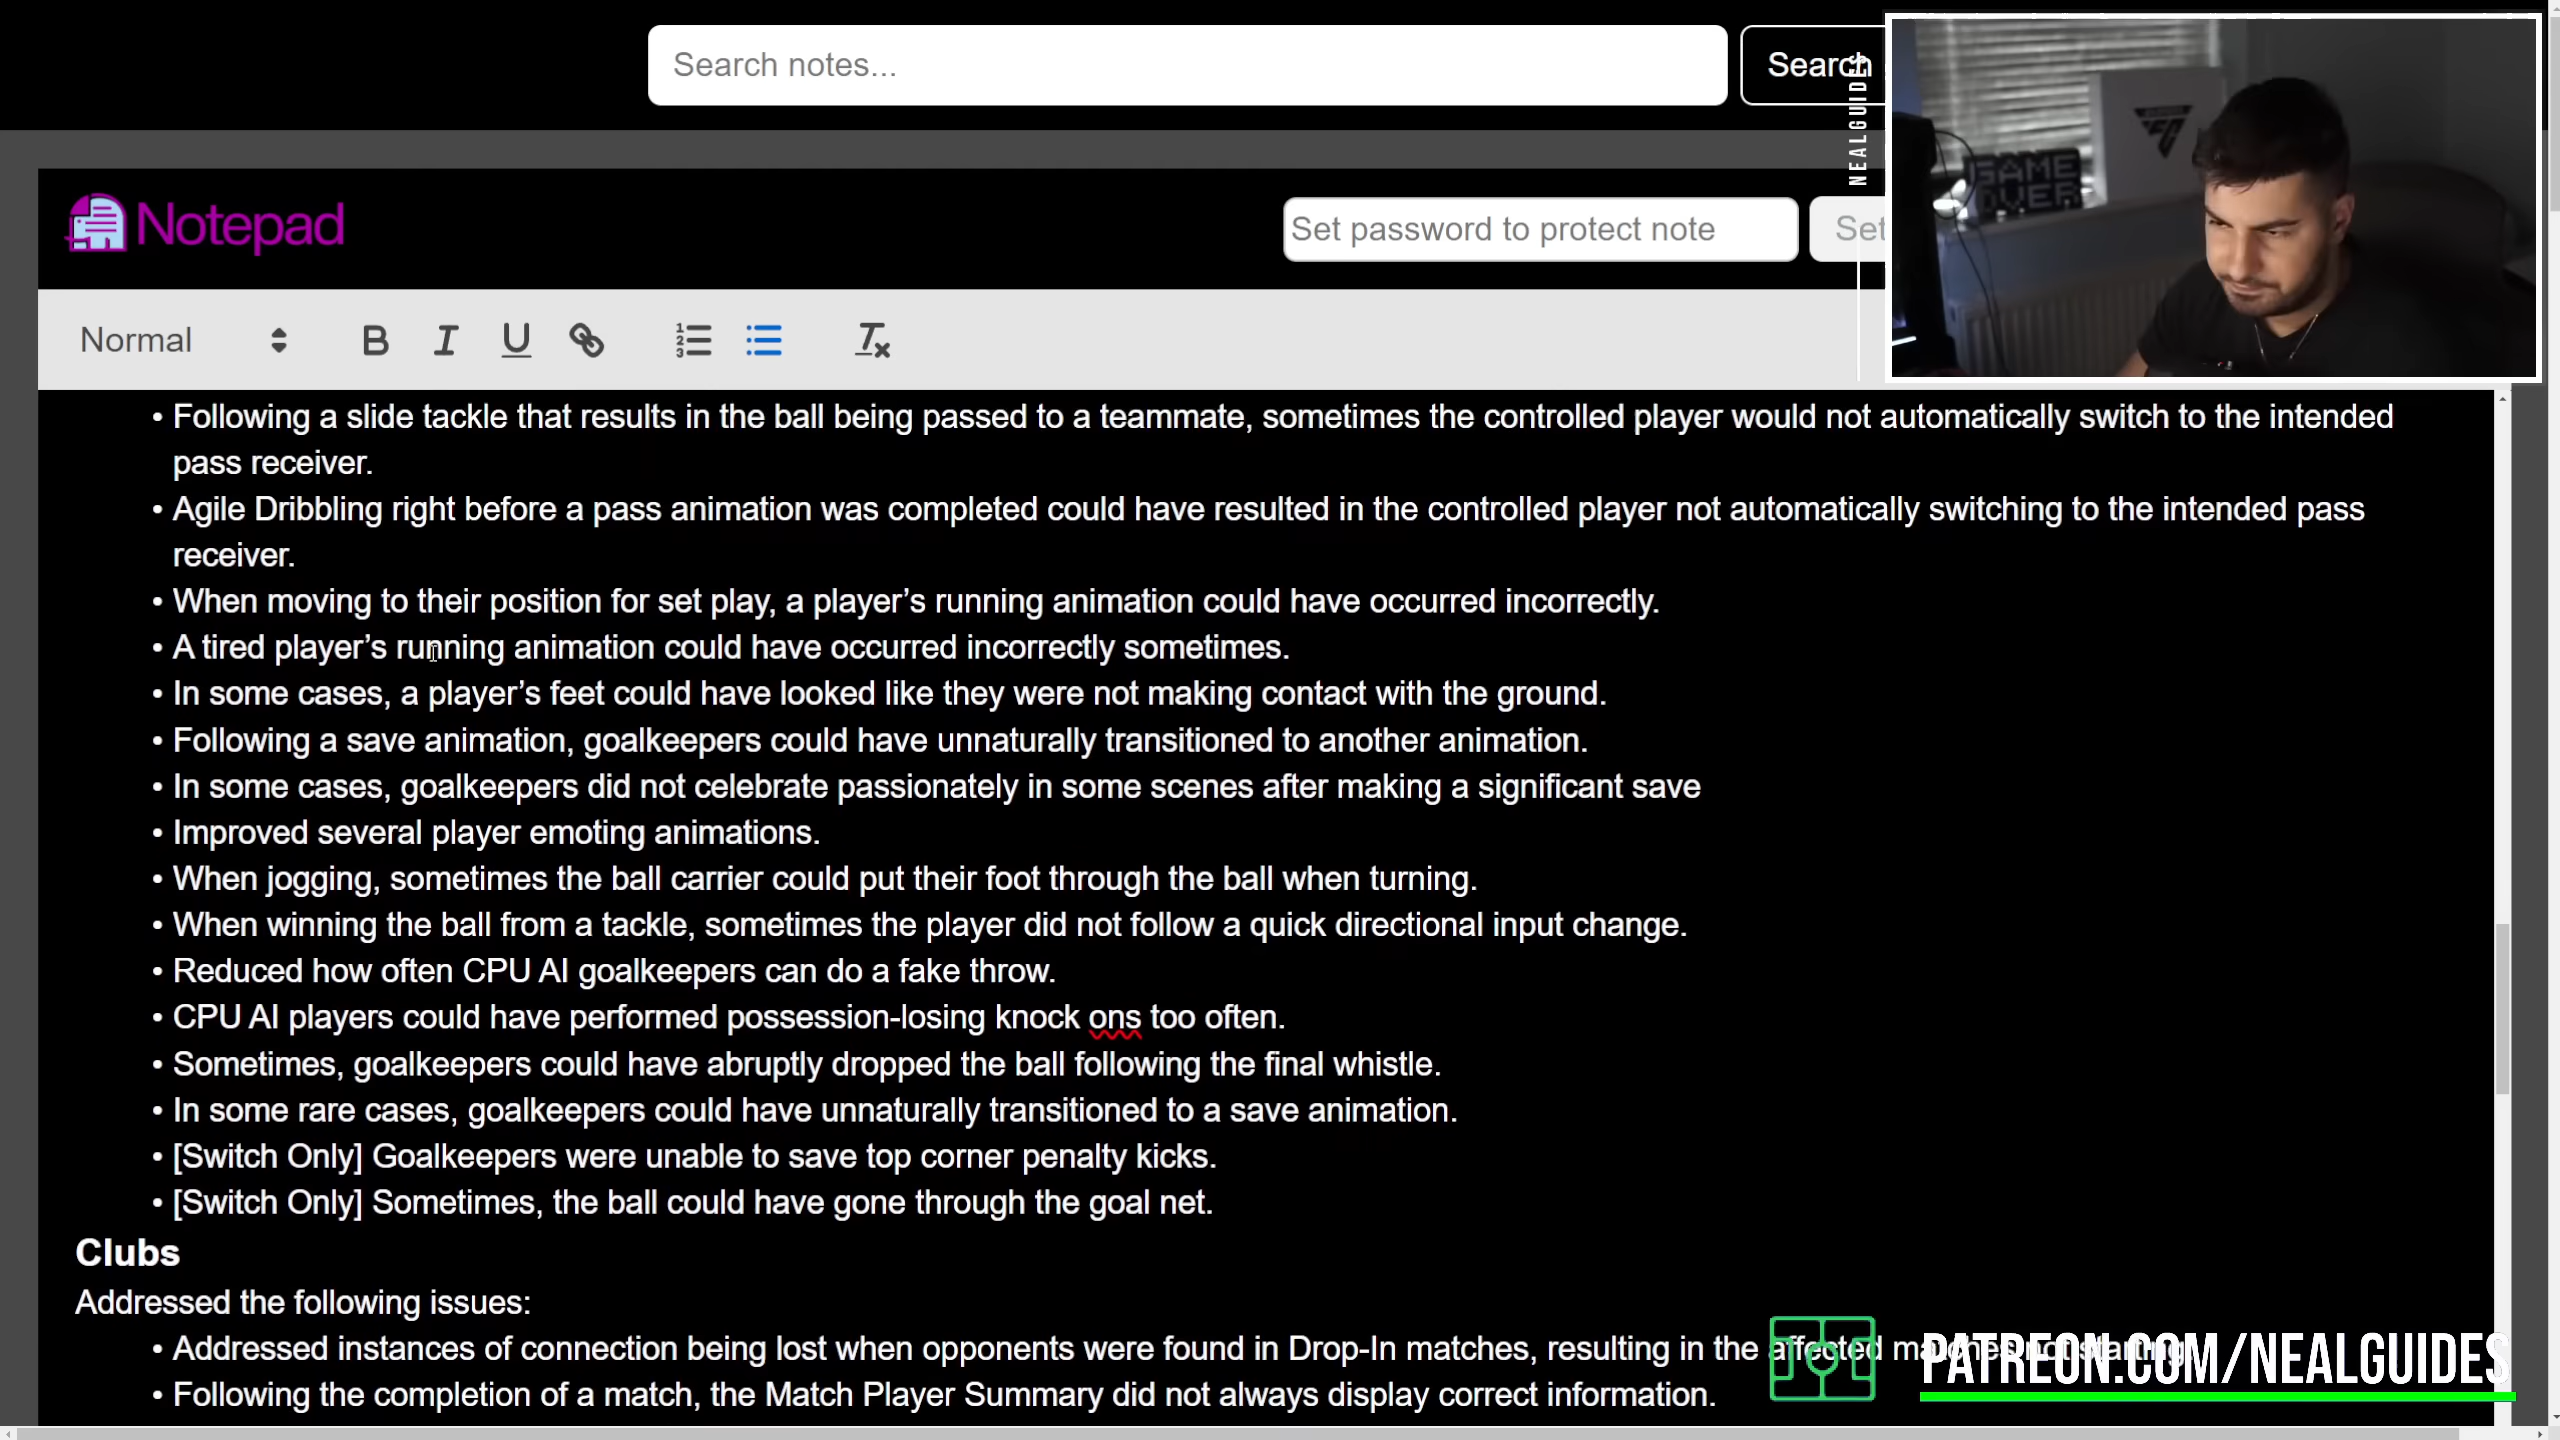 Search notes...
Search
NEALGUIDES
Notepad
Set password to protect note
Set
GAME
OVER
Normal
• Following a slide tackle that results in the ball being passed to a teammate, sometimes the controlled player would not automatically switch to the intended
pass receiver.
• Agile Dribbling right before a pass animation was completed could have resulted in the controlled player not automatically switching to the intended pass
receiver.
• When moving to their position for set play, a player’s running animation could have occurred incorrectly.
• A tired player’s running animation could have occurred incorrectly sometimes.
• In some cases, a player’s feet could have looked like they were not making contact with the ground.
• Following a save animation, goalkeepers could have unnaturally transitioned to another animation.
• In some cases, goalkeepers did not celebrate passionately in some scenes after making a significant save
• Improved several player emoting animations.
• When jogging, sometimes the ball carrier could put their foot through the ball when turning.
• When winning the ball from a tackle, sometimes the player did not follow a quick directional input change.
• Reduced how often CPU AI goalkeepers can do a fake throw.
• CPU AI players could have performed possession-losing knock ons too often.
• Sometimes, goalkeepers could have abruptly dropped the ball following the final whistle.
• In some rare cases, goalkeepers could have unnaturally transitioned to a save animation.
• [Switch Only] Goalkeepers were unable to save top corner penalty kicks.
• [Switch Only] Sometimes, the ball could have gone through the goal net.
Clubs
Addressed the following issues:
• Addressed instances of connection being lost when opponents were found in Drop-In matches, resulting in the affected matches not starting.
• Following the completion of a match, the Match Player Summary did not always display correct information.
PATREON.COM/NEALGUIDES